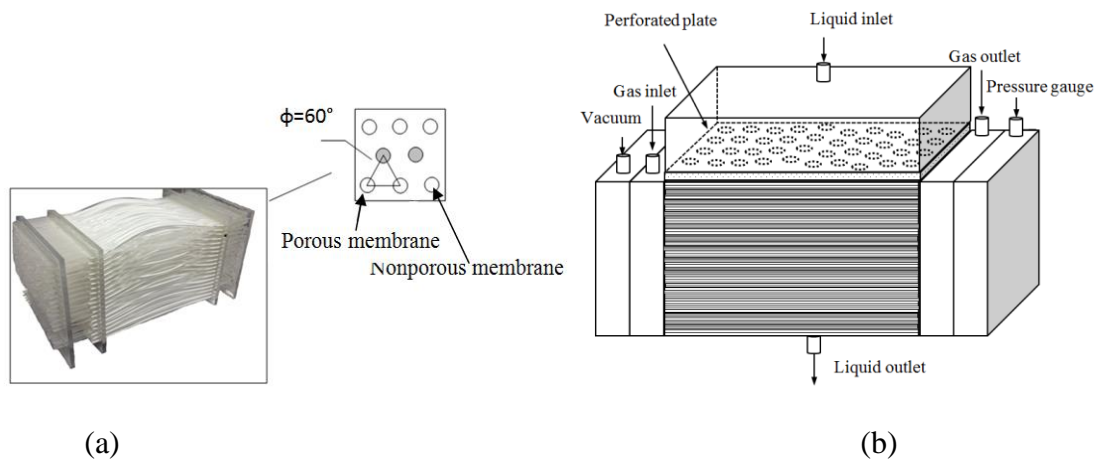 ϕ=60°
Porous membrane
Nonporous membrane
(a)
Perforated plate
Liquid inlet
Gas outlet
Gas inlet
Pressure gauge
Vacuum
Liquid outlet
(b)